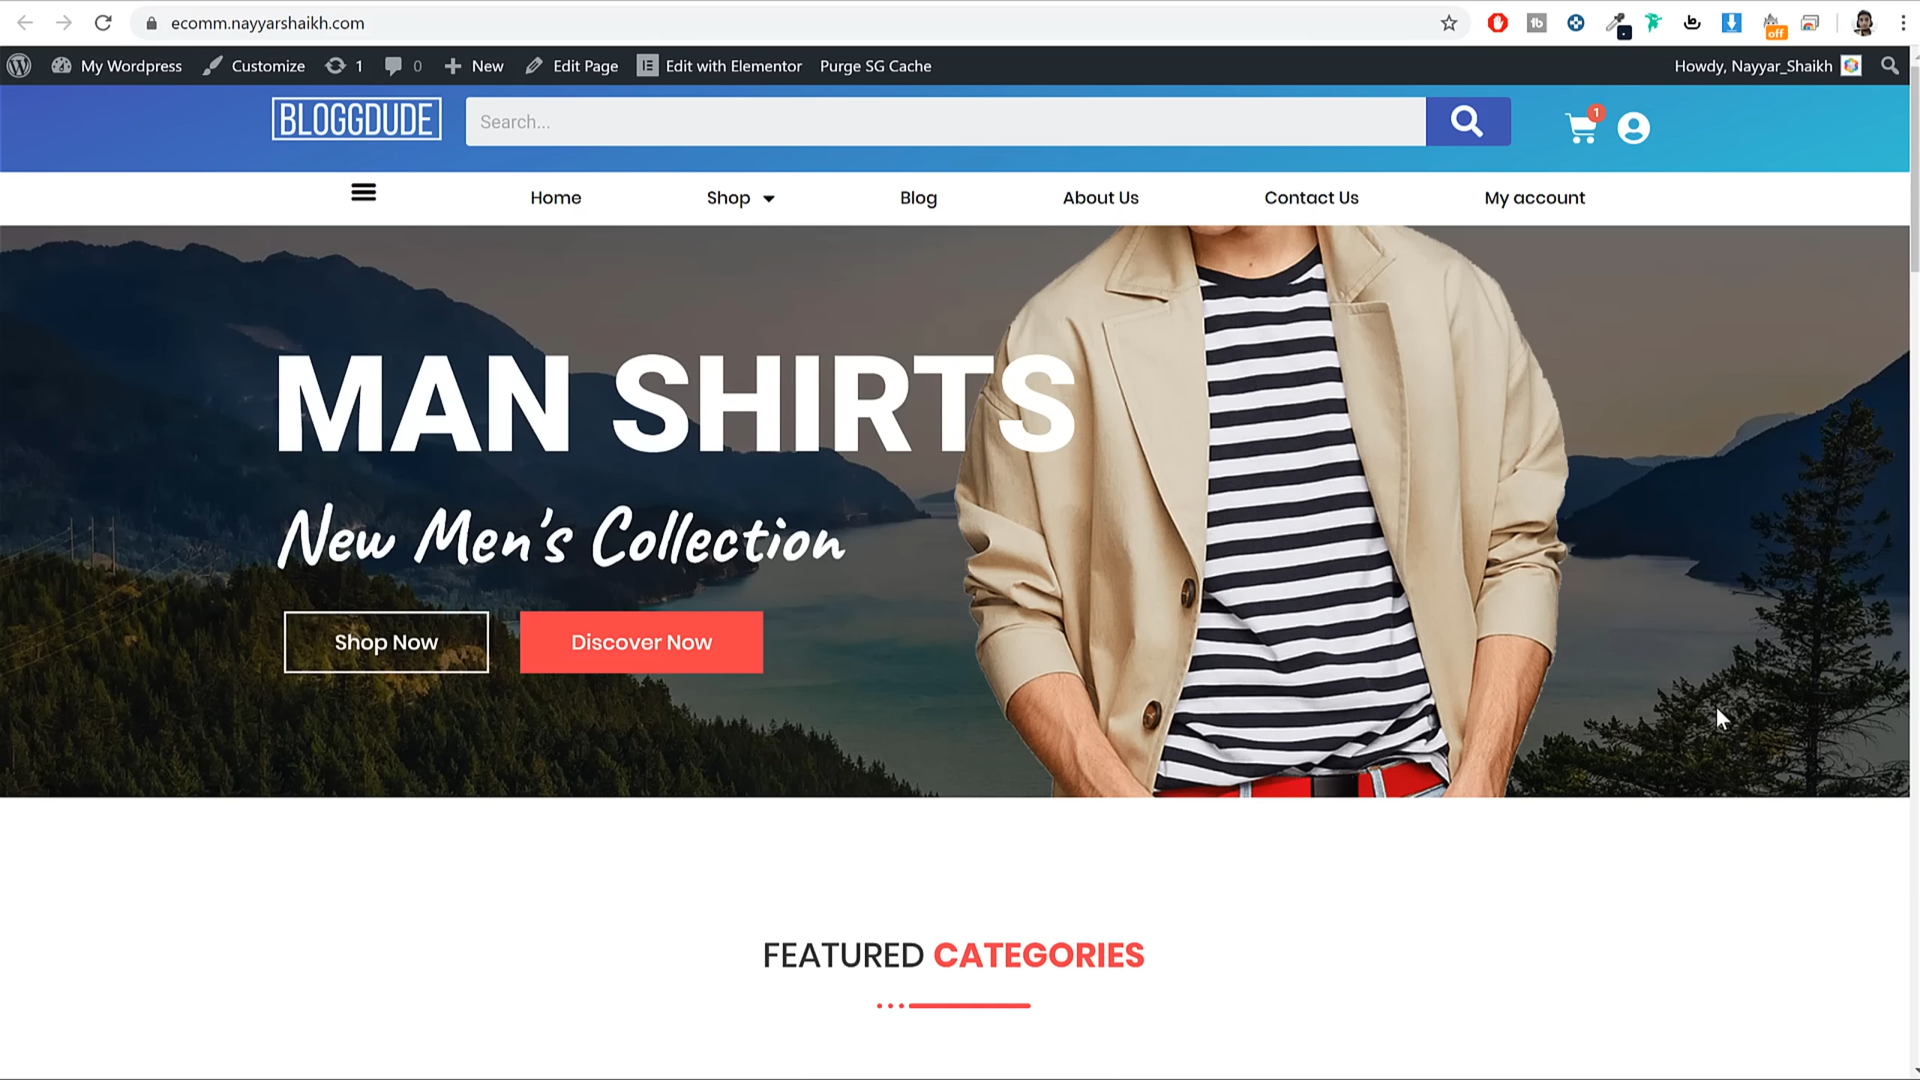 ecomm.nayyarshaikh.com
off
My Wordpress Customize 1 0 New Edit Page Edit with Elementor Purge SG Cache Howdy, Nayyar_Shaikh
BLOGGDUDE Search... 1
Home Shop Blog About Us Contact Us My account
MAN SHIRTS
New Men's Collection
Shop Now Discover Now
FEATURED CATEGORIES